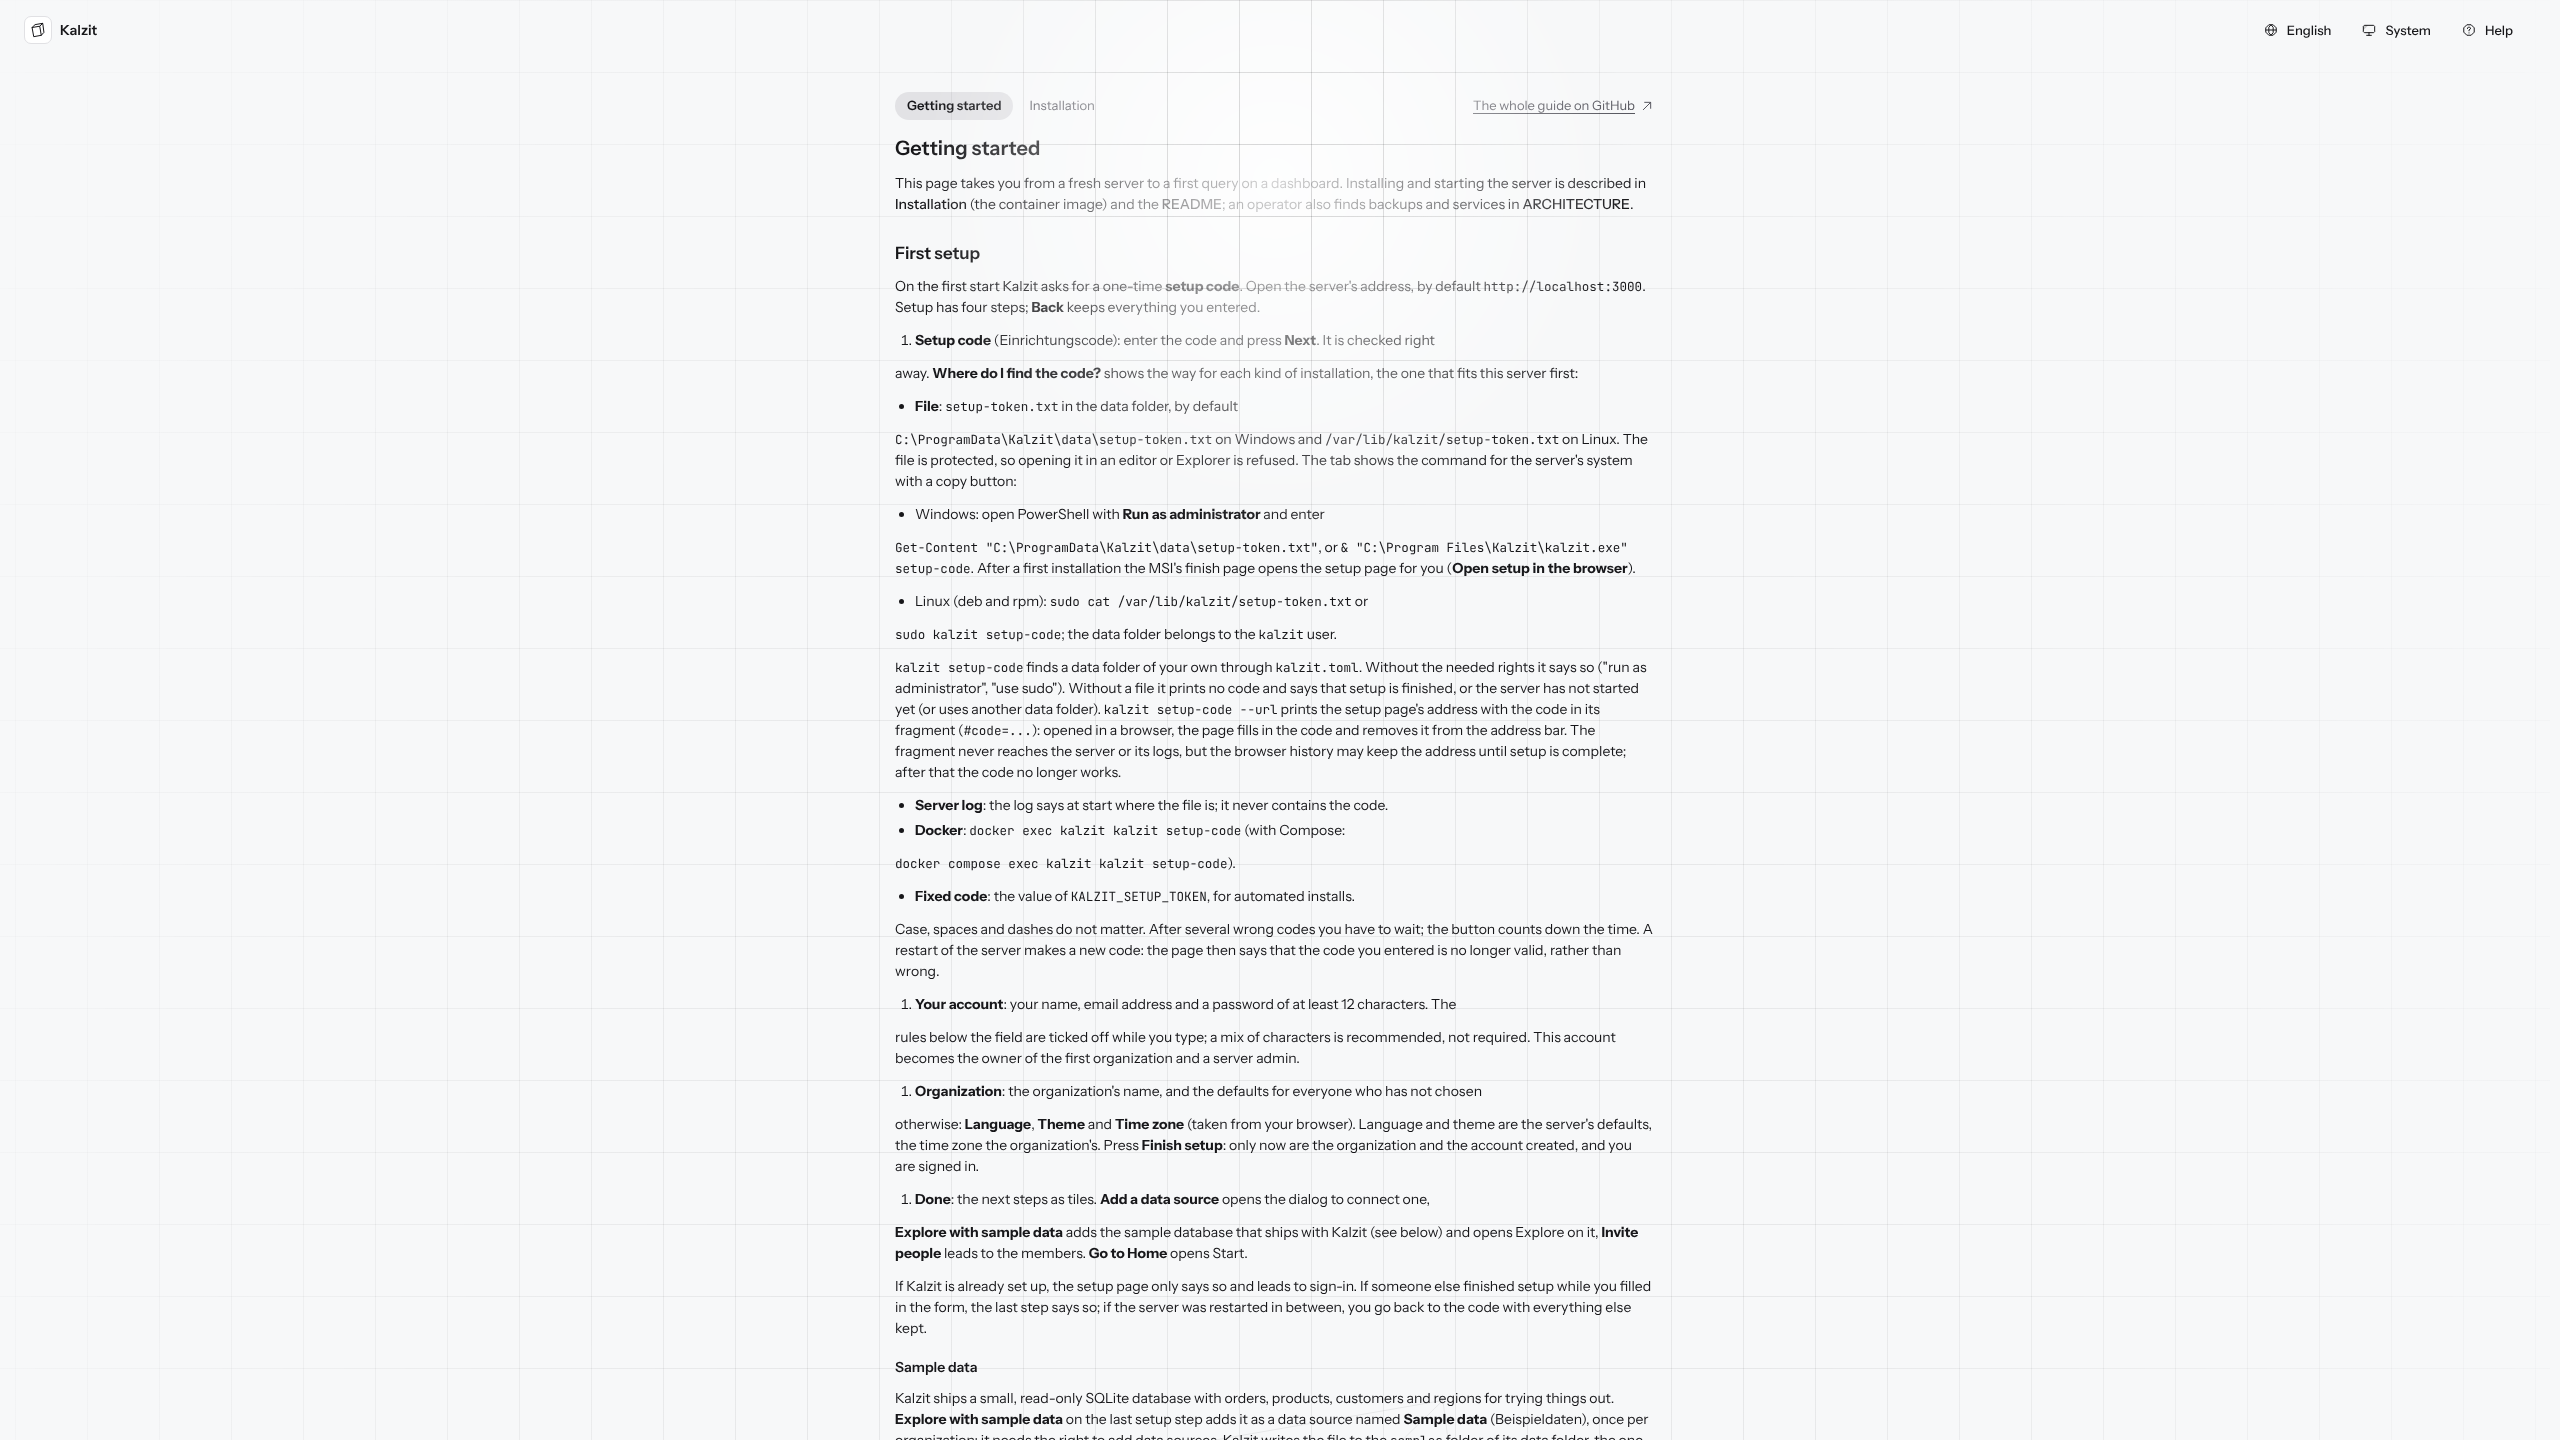 Kalzit
English
System
Help
Getting started
Installation
The whole guide on GitHub
Getting started
This page takes you from a fresh server to a first query on a dashboard. Installing and starting the server is described in
Installation (the container image) and the README; an operator also finds backups and services in ARCHITECTURE.
First setup
On the first start Kalzit asks for a one-time setup code. Open the server's address, by default http://localhost:3000.
Setup has four steps; Back keeps everything you entered.
1. Setup code (Einrichtungscode): enter the code and press Next. It is checked right
away. Where do I find the code? shows the way for each kind of installation, the one that fits this server first:
• File: setup-token.txt in the data folder, by default
C:\ProgramData\Kalzit\data\setup-token.txt on Windows and /var/lib/kalzit/setup-token.txt on Linux. The
file is protected, so opening it in an editor or Explorer is refused. The tab shows the command for the server's system
with a copy button:
• Windows: open PowerShell with Run as administrator and enter
Get-Content "C:\ProgramData\Kalzit\data\setup-token.txt", or & "C:\Program Files\Kalzit\kalzit.exe"
setup-code. After a first installation the MSI's finish page opens the setup page for you (Open setup in the browser).
• Linux (deb and rpm): sudo cat /var/lib/kalzit/setup-token.txt or
sudo kalzit setup-code; the data folder belongs to the kalzit user.
kalzit setup-code finds a data folder of your own through kalzit.toml. Without the needed rights it says so ("run as
administrator", "use sudo"). Without a file it prints no code and says that setup is finished, or the server has not started
yet (or uses another data folder). kalzit setup-code --url prints the setup page's address with the code in its
fragment (#code=...): opened in a browser, the page fills in the code and removes it from the address bar. The
fragment never reaches the server or its logs, but the browser history may keep the address until setup is complete;
after that the code no longer works.
• Server log: the log says at start where the file is; it never contains the code.
• Docker: docker exec kalzit kalzit setup-code (with Compose:
docker compose exec kalzit kalzit setup-code).
• Fixed code: the value of KALZIT_SETUP_TOKEN, for automated installs.
Case, spaces and dashes do not matter. After several wrong codes you have to wait; the button counts down the time. A
restart of the server makes a new code: the page then says that the code you entered is no longer valid, rather than
wrong.
1. Your account: your name, email address and a password of at least 12 characters. The
rules below the field are ticked off while you type; a mix of characters is recommended, not required. This account
becomes the owner of the first organization and a server admin.
1. Organization: the organization's name, and the defaults for everyone who has not chosen
otherwise: Language, Theme and Time zone (taken from your browser). Language and theme are the server's defaults,
the time zone the organization's. Press Finish setup: only now are the organization and the account created, and you
are signed in.
1. Done: the next steps as tiles. Add a data source opens the dialog to connect one,
Explore with sample data adds the sample database that ships with Kalzit (see below) and opens Explore on it, Invite
people leads to the members. Go to Home opens Start.
If Kalzit is already set up, the setup page only says so and leads to sign-in. If someone else finished setup while you filled
in the form, the last step says so; if the server was restarted in between, you go back to the code with everything else
kept.
Sample data
Kalzit ships a small, read-only SQLite database with orders, products, customers and regions for trying things out.
Explore with sample data on the last setup step adds it as a data source named Sample data (Beispieldaten), once per
organization; it needs the right to add data sources. Kalzit writes the file to the samples folder of its data folder, the one